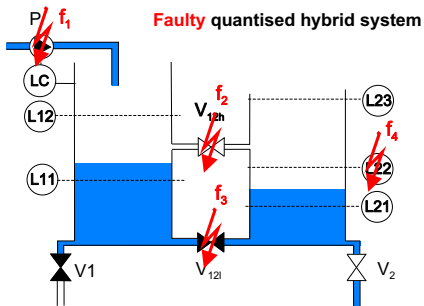 Faulty quantised hybrid system
P
f1
LC
L12
V12h
f2
L23
f4
L11
L22
f3
L21
V1
V12l
V2